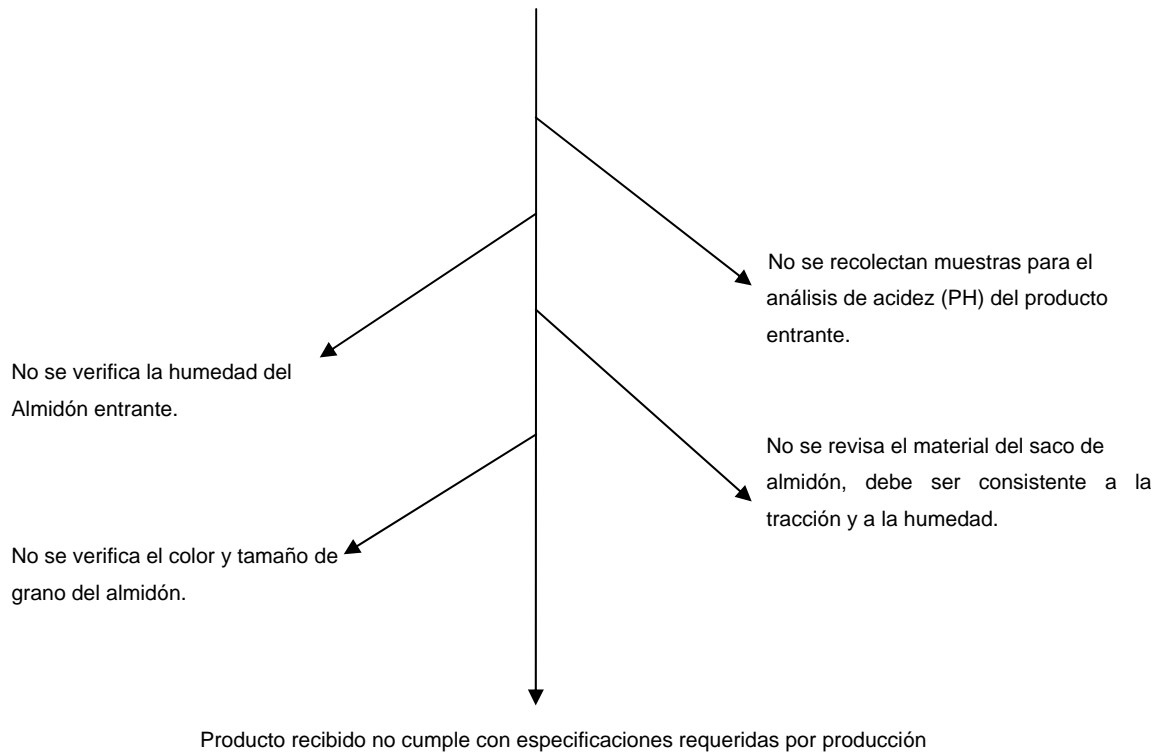 No se recolectan muestras para el
análisis de acidez (PH) del producto
entrante.
No se verifica la humedad del
Almidón entrante.
No se revisa el material del saco de
almidón, debe ser consistente a la
tracción y a la humedad.
No se verifica el color y tamaño de
grano del almidón.
Producto recibido no cumple con especificaciones requeridas por producción